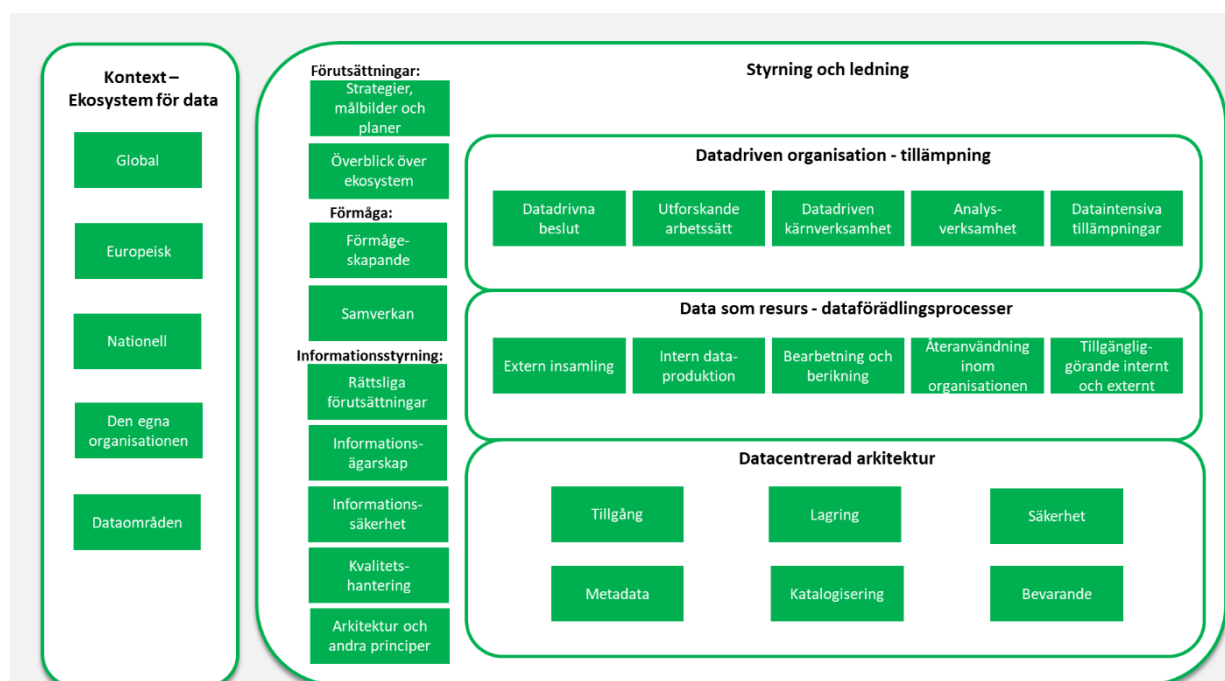 Kontext –
Ekosystem för data
Global
Europeisk
Nationell
Den egna
organisationen
Dataområden
Styrning och ledning
Förutsättningar:
Strategier,
målbilder och
planer
Överblick över
ekosystem
Förmåga:
Förmåge-
skapande
Samverkan
Informationsstyrning:
Rättsliga
förutsättningar
Informations-
ägarskap
Informations-
säkerhet
Kvalitets-
hantering
Arkitektur och
andra principer
Datadriven organisation - tillämpning
Datadrivna
beslut
Utforskande
arbetssätt
Datadriven
kärnverksamhet
Analys-
verksamhet
Dataintensiva
tillämpningar
Data som resurs - dataförädlingsprocesser
Extern insamling
Intern data-
produktion
Bearbetning och
berikning
Återanvändning
inom
organisationen
Tillgänglig-
görande internt
och externt
Datacentrerad arkitektur
Tillgång
Lagring
Säkerhet
Metadata
Katalogisering
Bevarande